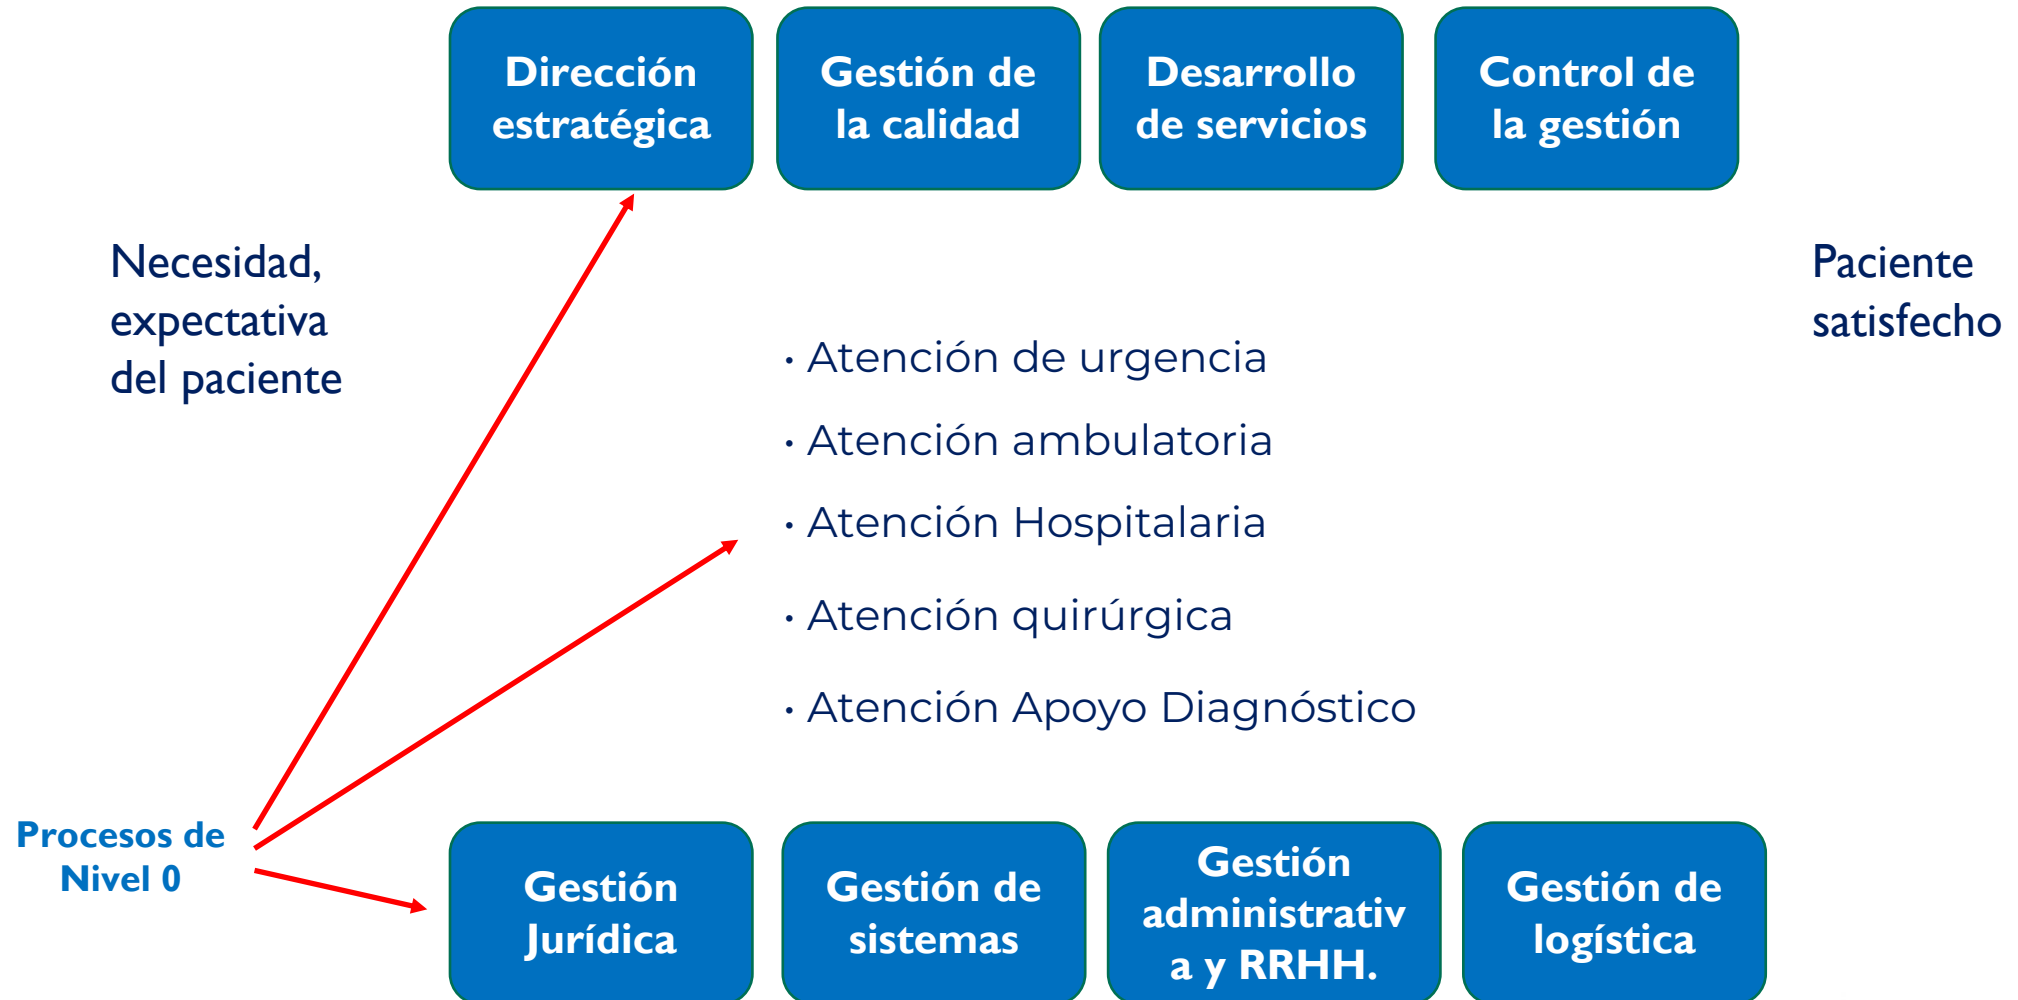 Dirección
estratégica
Gestión de
la calidad
Desarrollo
de servicios
Control de
la gestión
Necesidad,
expectativa
del paciente
Paciente
satisfecho
· Atención de urgencia
· Atención ambulatoria
· Atención Hospitalaria
· Atención quirúrgica
· Atención Apoyo Diagnóstico
Procesos de
Nivel 0
Gestión
Jurídica
Gestión de
sistemas
Gestión
administrativ
a y RRHH.
Gestión de
logística